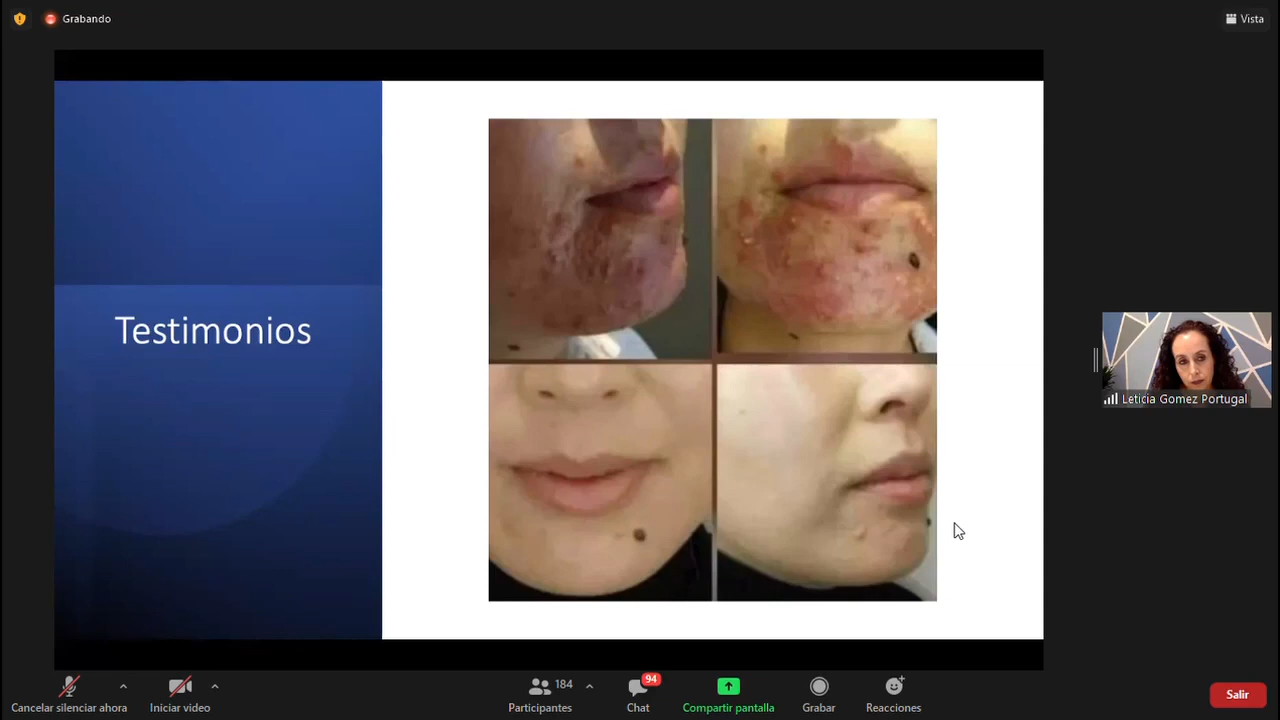 Grabando
Vista
Testimonios
Leticia Gomez Portugal
184
94
Cancelar silenciar ahora
Iniciar video
Participantes
Chat
Compartir pantalla
Grabar
Reacciones
Salir